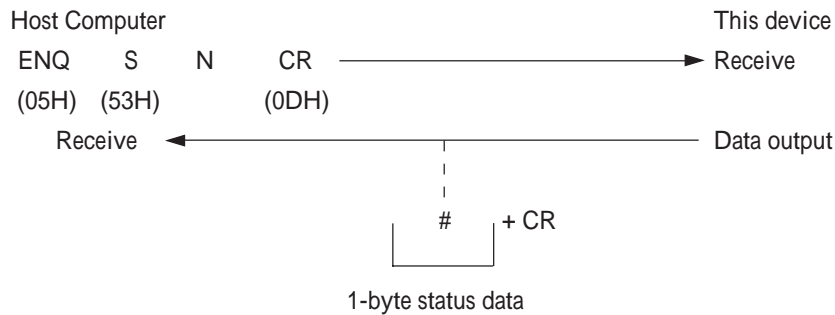 Host Computer This device
ENQ S N CR Receive
(05H) (53H) (0DH)
Receive Data output
# + CR
1-byte status data